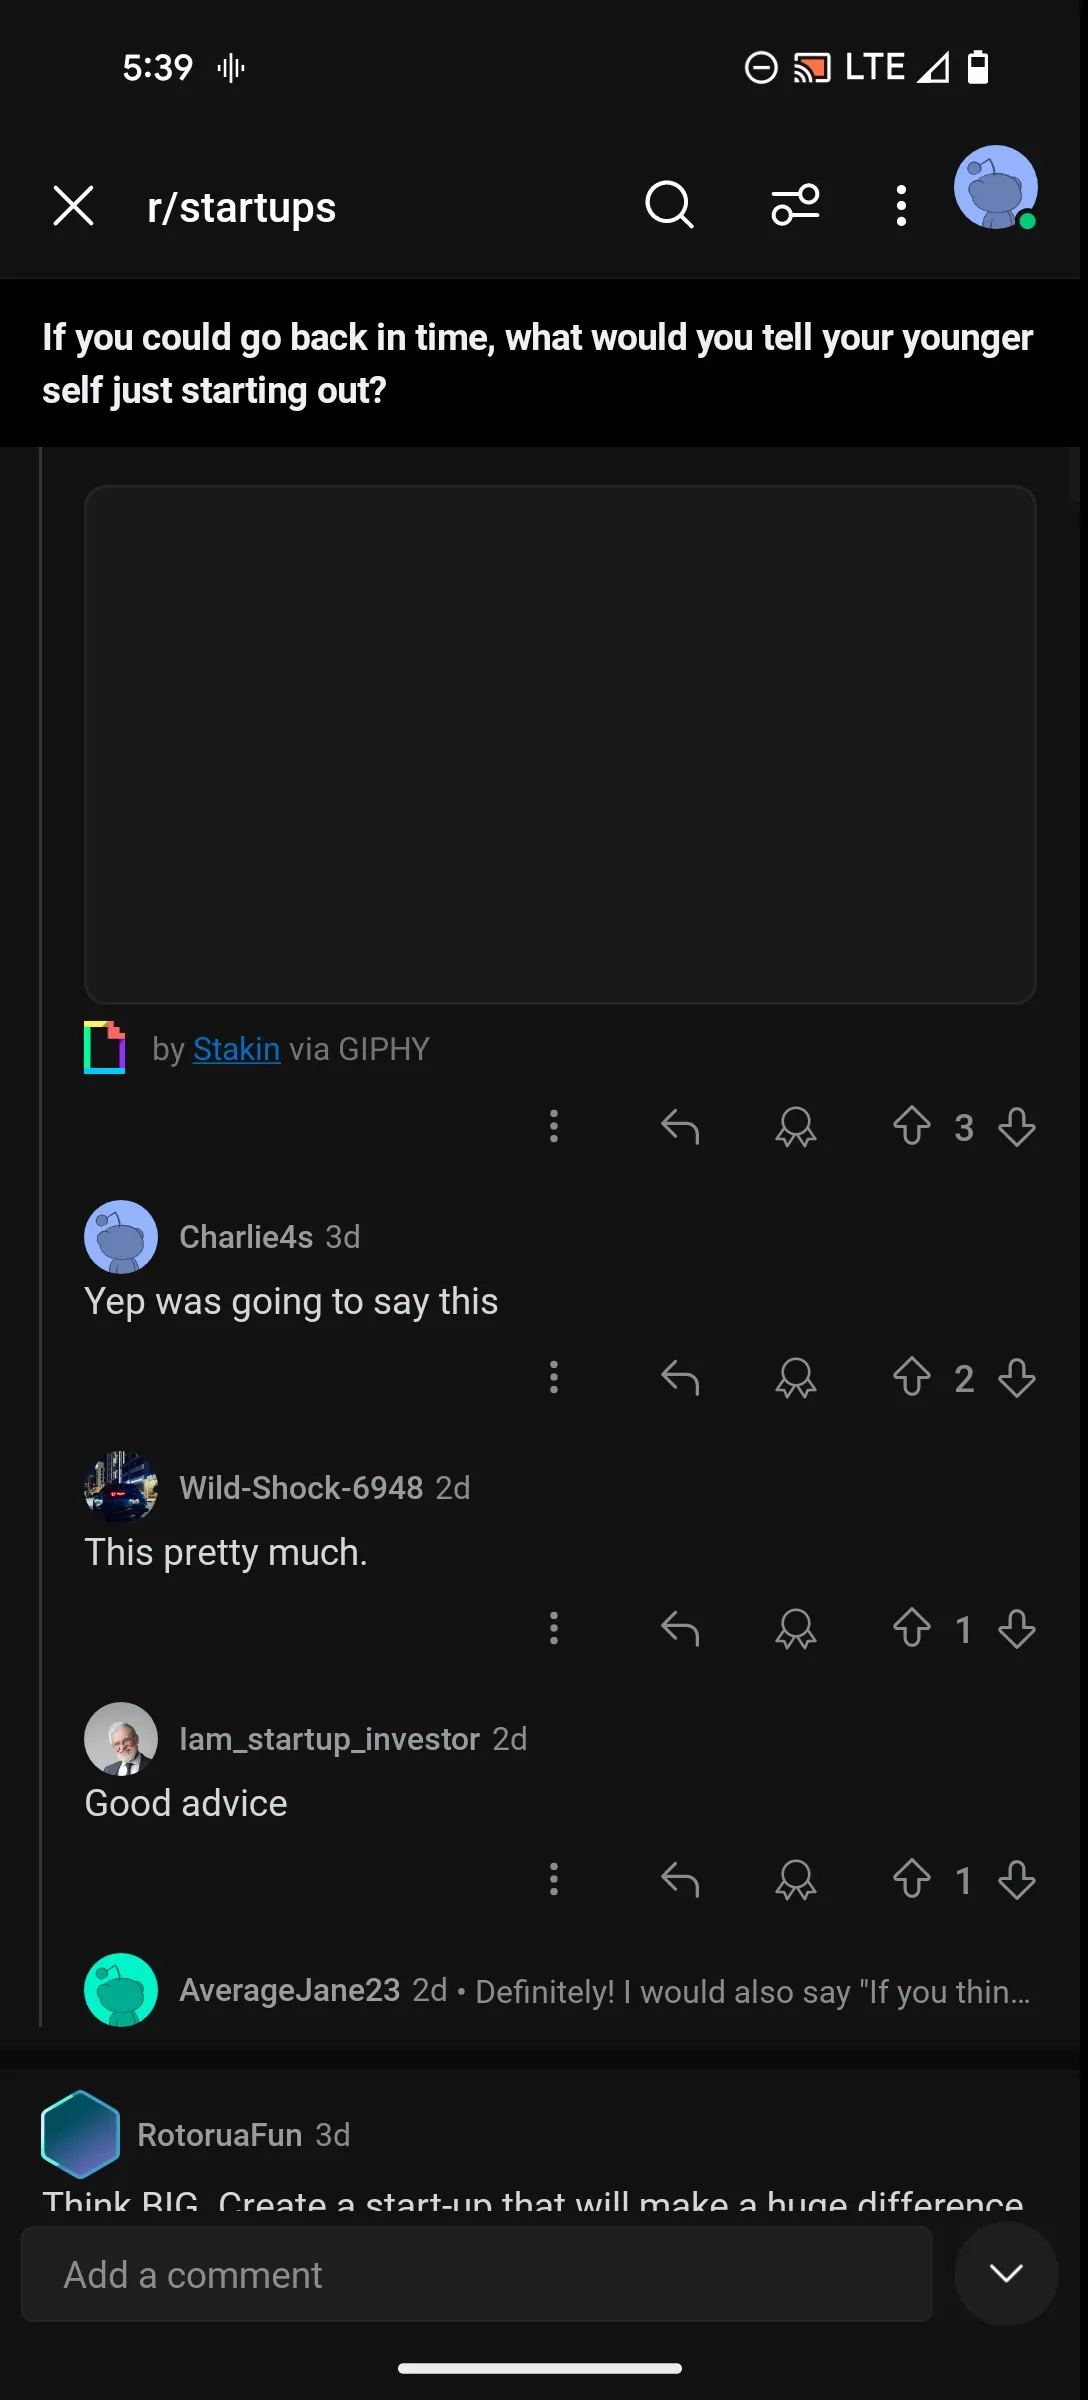 5:39
LTE
r/startups
If you could go back in time, what would you tell your younger
self just starting out?
by Stakin via GIPHY
3
Charlie4s 3d
Yep was going to say this
2
Wild-Shock-6948 2d
This pretty much.
1
Iam_startup_investor 2d
Good advice
1
AverageJane23 2d • Definitely! I would also say "If you thin...
RotoruaFun 3d
Think BIG. Create a start-up that will make a huge difference
Add a comment